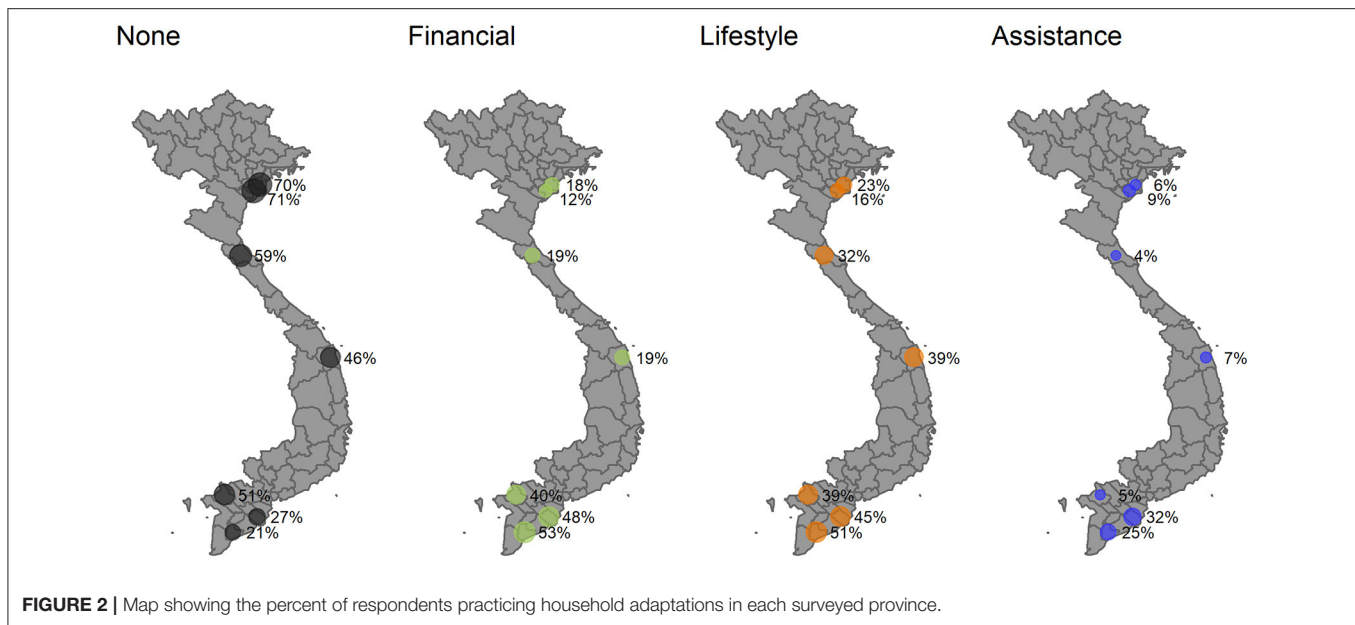 None Financial Lifestyle Assistance
70% 18% 23% 6%
71% 12% 16% 9%
59% 19% 32% 4%
46% 19% 39% 7%
51% 40% 39% 5%
27% 48% 45% 32%
21% 53% 51% 25%
FIGURE 2 | Map showing the percent of respondents practicing household adaptations in each surveyed province.